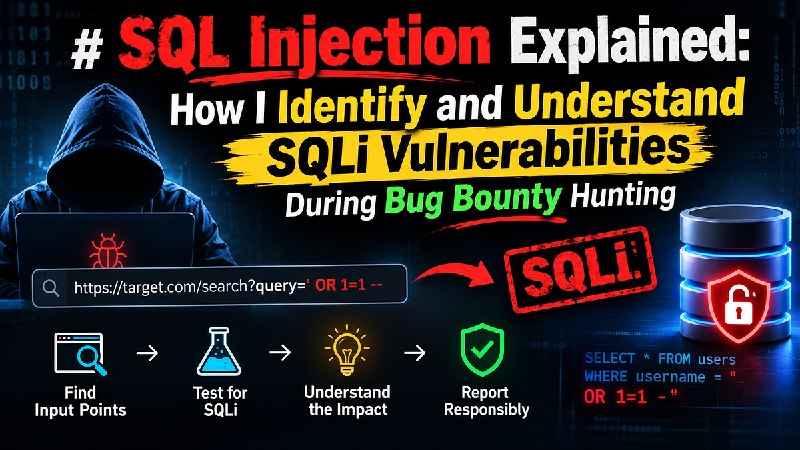 # SQL Injection Explained:
How I Identify and Understand
SQLi Vulnerabilities
During Bug Bounty Hunting
https://target.com/search?query=' OR 1=1 --
SQLi
Find
Input Points
Test for
SQLi
Understand
the Impact
Report
Responsibly
SELECT * FROM users
WHERE username = "
OR 1=1 -"